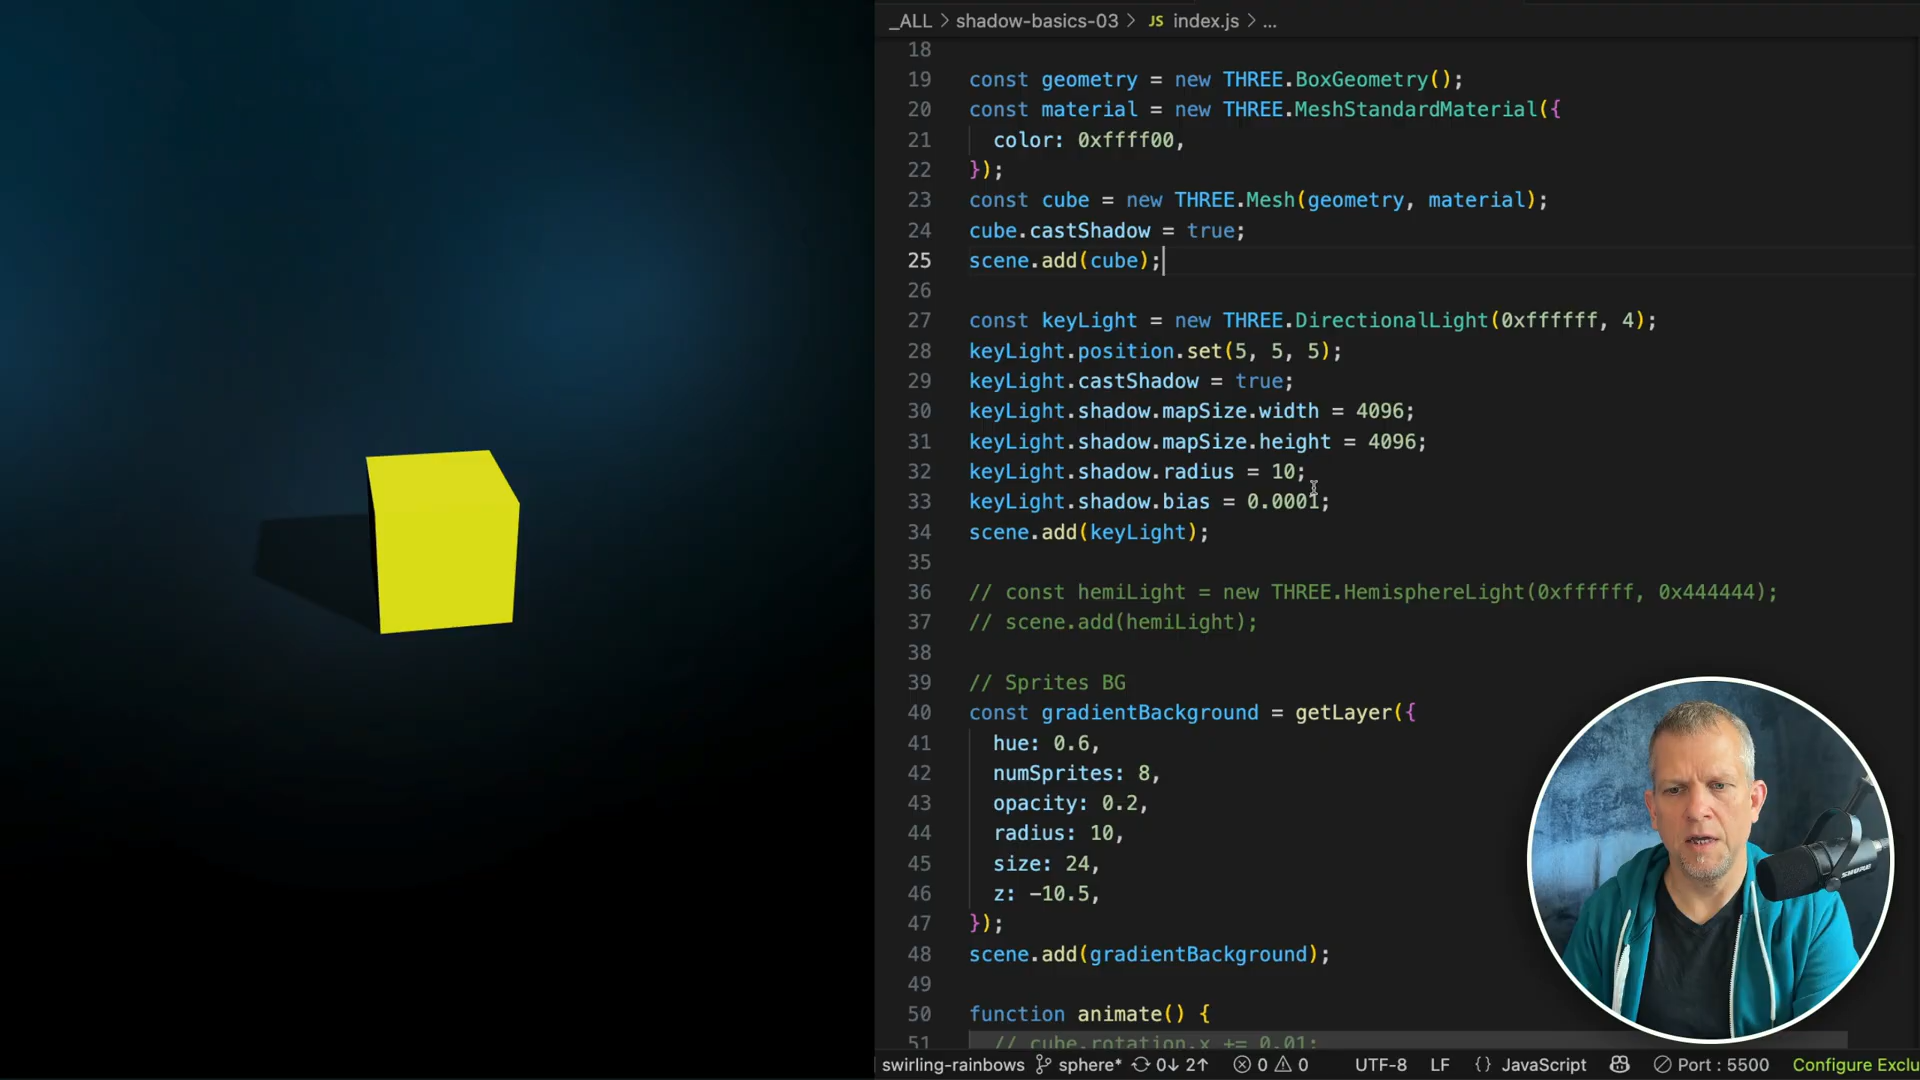 _ALL > shadow-basics-03 > JS index.js > ...
18
19 const geometry = new THREE.BoxGeometry();
20 const material = new THREE.MeshStandardMaterial({
21 color: 0xffff00,
22 });
23 const cube = new THREE.Mesh(geometry, material);
24 cube.castShadow = true;
25 scene.add(cube);
26
27 const keyLight = new THREE.DirectionalLight(0xffffff, 4);
28 keyLight.position.set(5, 5, 5);
29 keyLight.castShadow = true;
30 keyLight.shadow.mapSize.width = 4096;
31 keyLight.shadow.mapSize.height = 4096;
32 keyLight.shadow.radius = 10;
33 keyLight.shadow.bias = 0.0001;
34 scene.add(keyLight);
35
36 // const hemiLight = new THREE.HemisphereLight(0xffffff, 0x444444);
37 // scene.add(hemiLight);
38
39 // Sprites BG
40 const gradientBackground = getLayer({
41 hue: 0.6,
42 numSprites: 8,
43 opacity: 0.2,
44 radius: 10,
45 size: 24,
46 z: -10.5,
47 });
48 scene.add(gradientBackground);
49
50 function animate() {
51 // cube.rotation.x += 0.01;
swirling-rainbows sphere* 0↓ 2↑ 0 0 UTF-8 LF {} JavaScript Port : 5500 Configure Exclu
SHURE